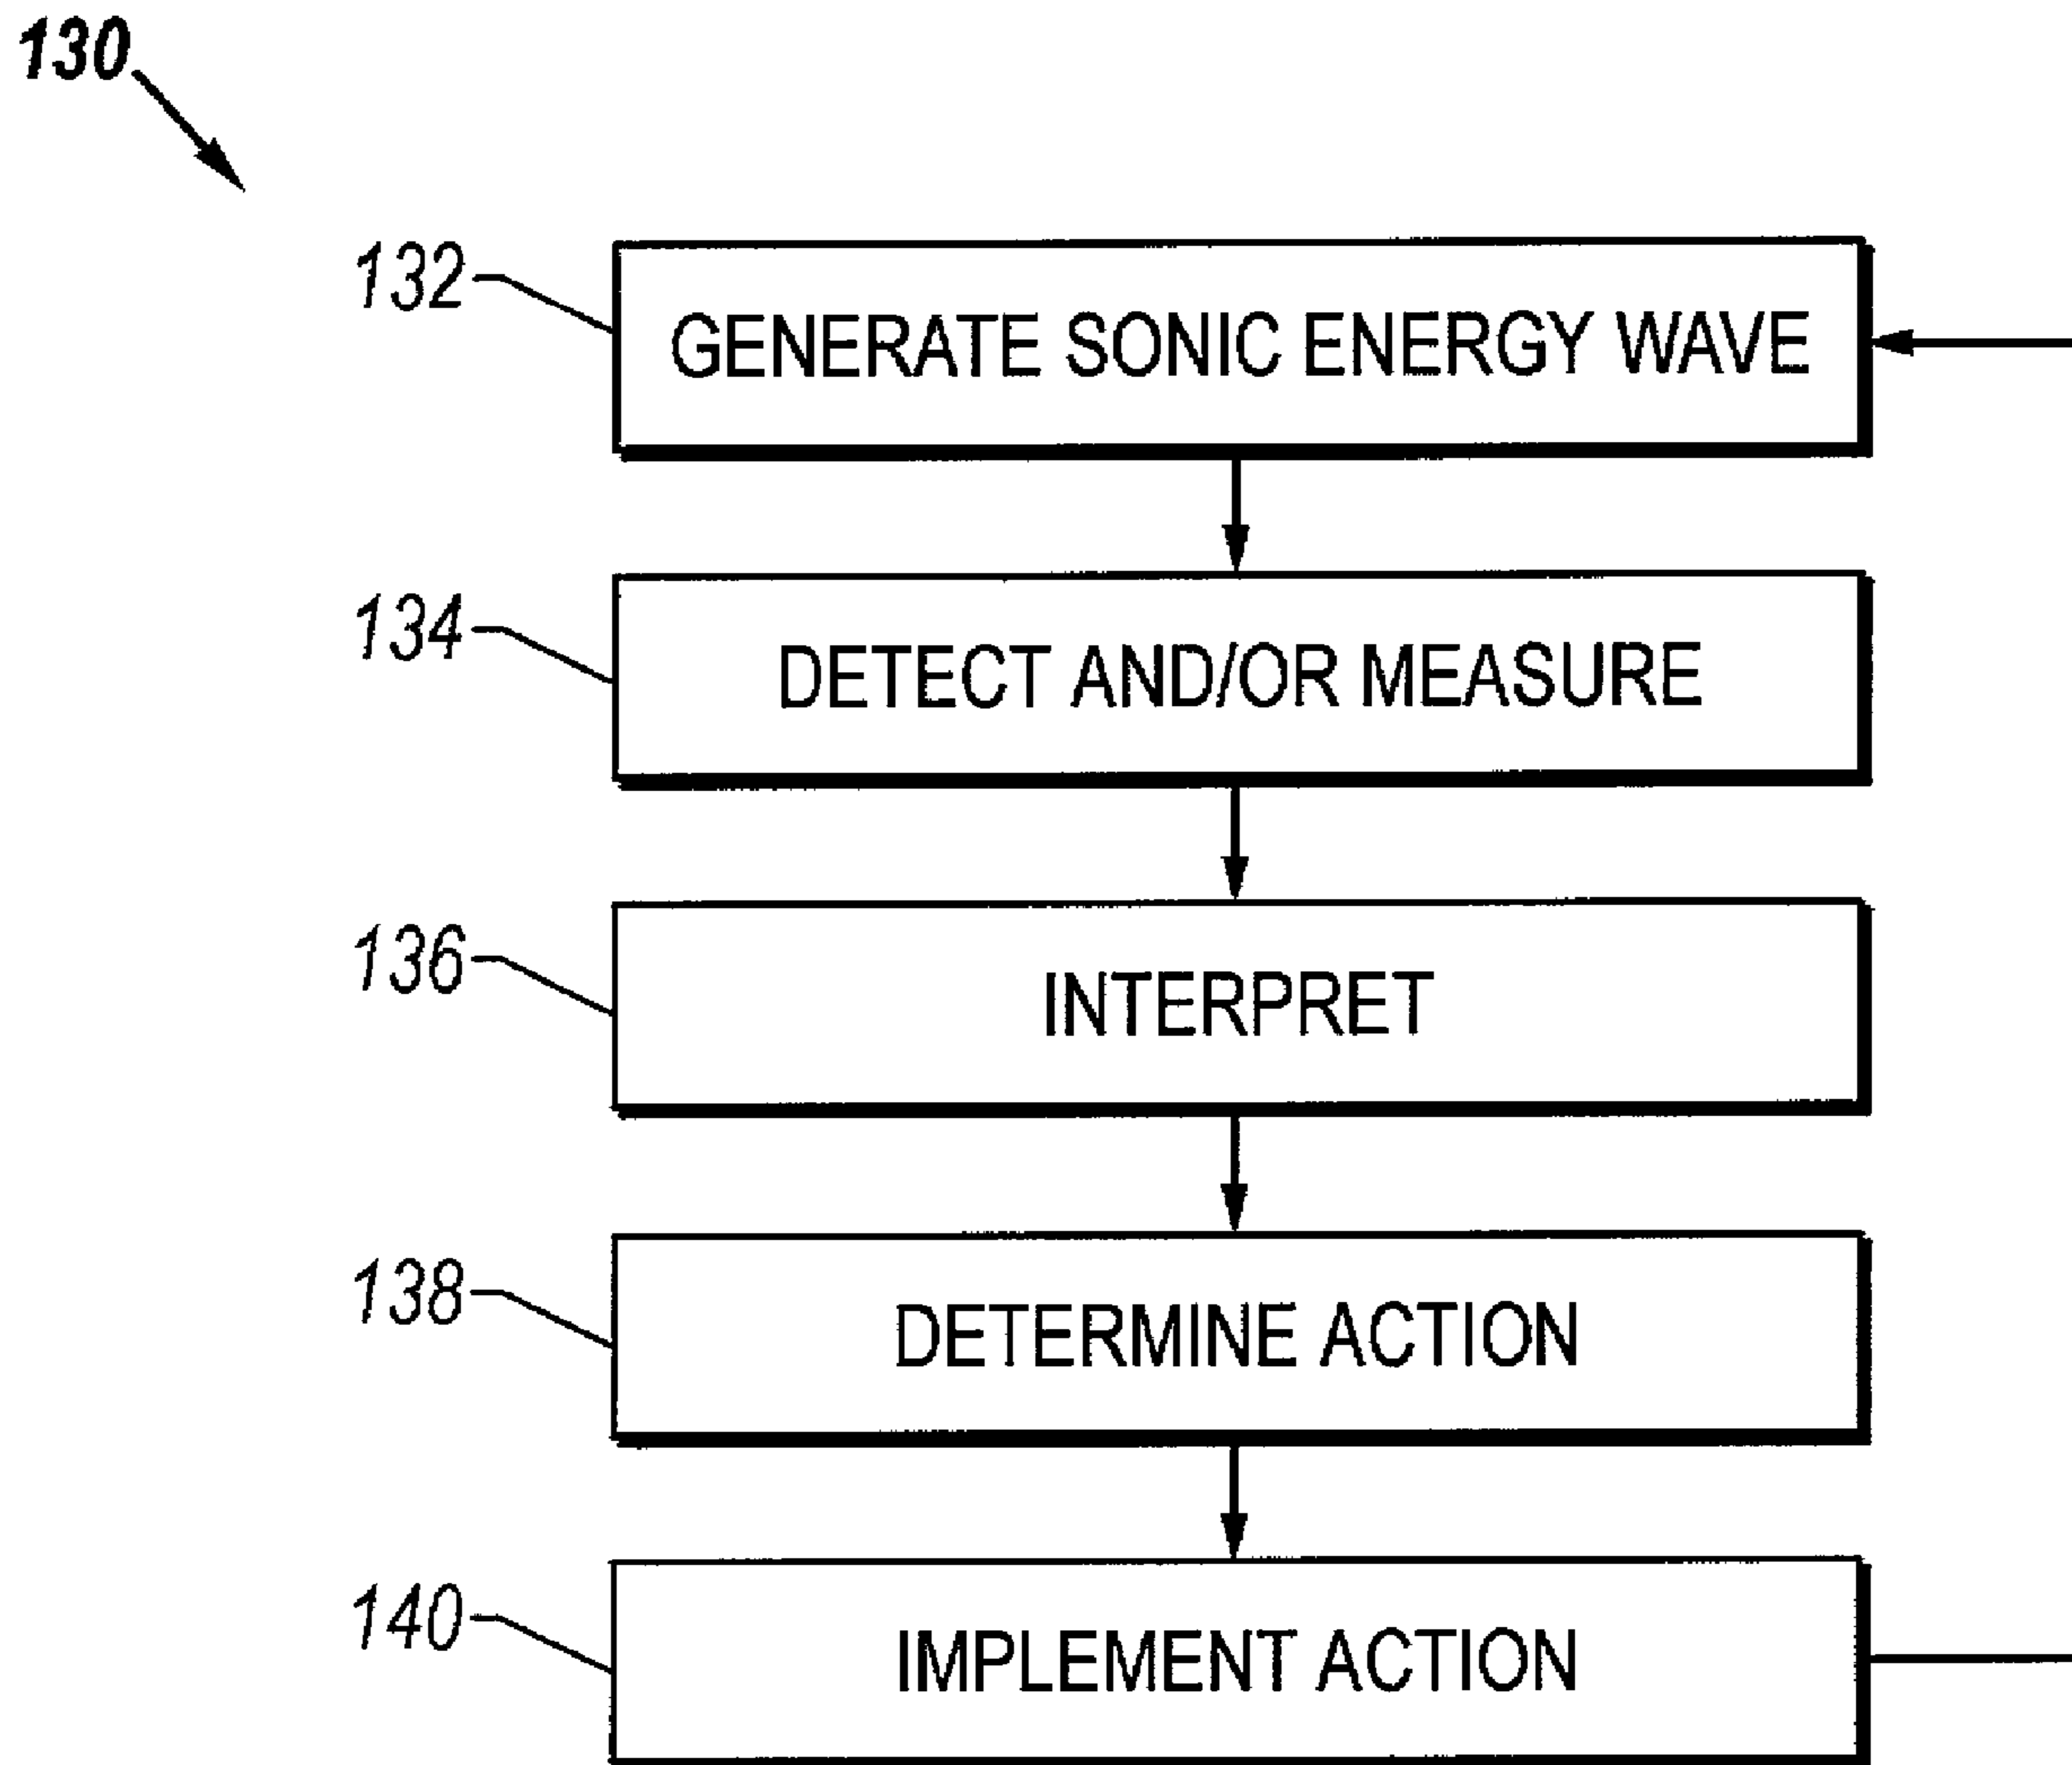 130
132
GENERATE SONIC ENERGY WAVE
134
DETECT AND/OR MEASURE
136
INTERPRET
138
DETERMINE ACTION
140
IMPLEMENT ACTION